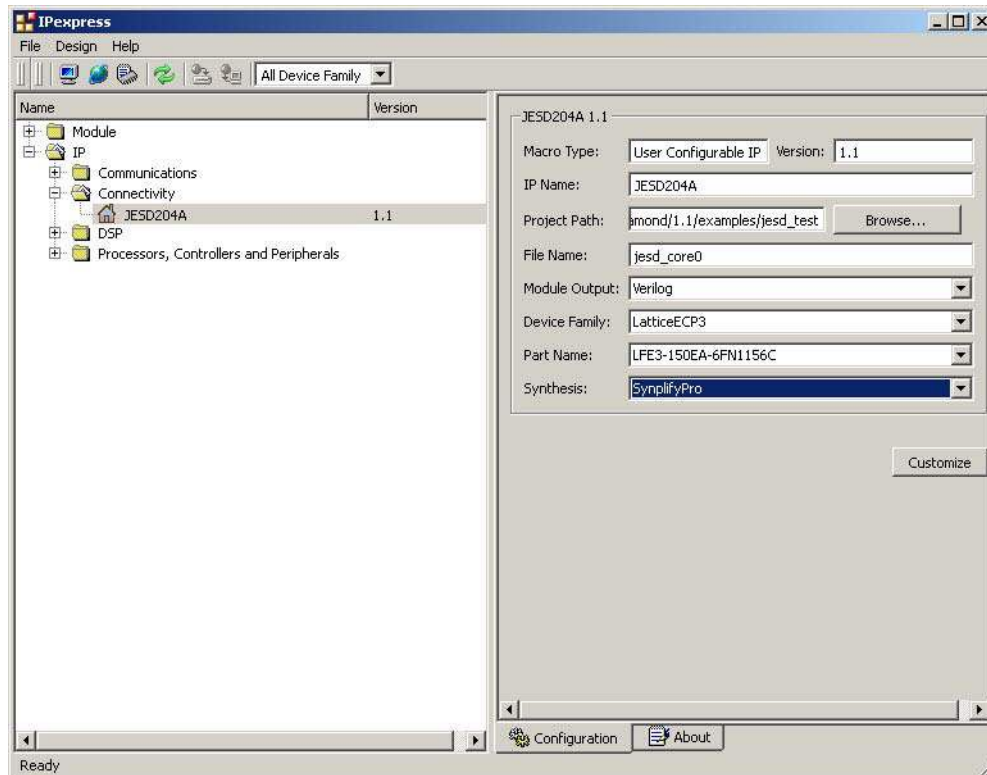 IPexpress
File Design Help
All Device Family
Name Version
Module
IP
Communications
Connectivity
JESD204A 1.1
DSP
Processors, Controllers and Peripherals
JESD204A 1.1
Macro Type: User Configurable IP Version: 1.1
IP Name: JESD204A
Project Path: amond/1.1/examples/jesd_test Browse...
File Name: jesd_core0
Module Output: Verilog
Device Family: LatticeECP3
Part Name: LFE3-150EA-6FN1156C
Synthesis: SynplifyPro
Customize
Configuration About
Ready